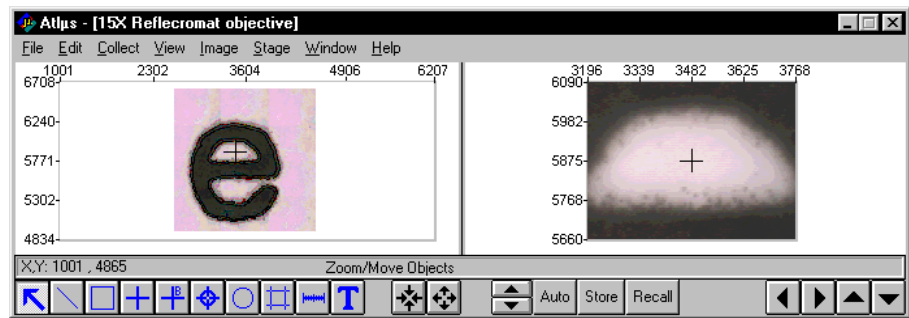 Atlµs - [15X Reflecromat objective]
File Edit Collect View Image Stage Window Help
1001 2302 3604 4906 6207
6708
6240
5771
5302
4834
e
3196 3339 3482 3625 3768
6090
5982
5875
5768
5660
X,Y: 1001 , 4865 Zoom/Move Objects
B T Auto Store Recall